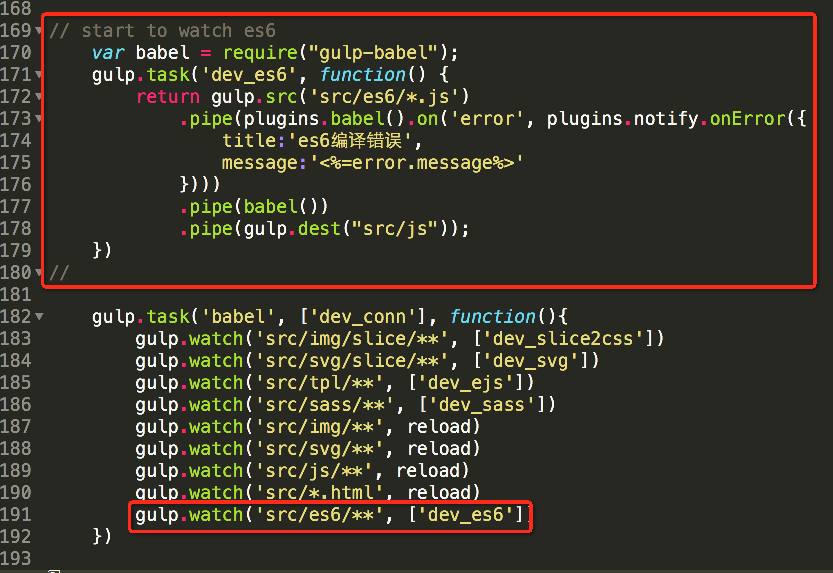 168
169 // start to watch es6
170 var babel = require("gulp-babel");
171 gulp.task('dev_es6', function() {
172 return gulp.src('src/es6/*.js')
173 .pipe(plugins.babel().on('error', plugins.notify.onError({
174 title:'es6编译错误',
175 message:'<%=error.message%>'
176 })))
177 .pipe(babel())
178 .pipe(gulp.dest("src/js"));
179 })
180 //
181
182 gulp.task('babel', ['dev_conn'], function(){
183 gulp.watch('src/img/slice/**', ['dev_slice2css'])
184 gulp.watch('src/svg/slice/**', ['dev_svg'])
185 gulp.watch('src/tpl/**', ['dev_ejs'])
186 gulp.watch('src/sass/**', ['dev_sass'])
187 gulp.watch('src/img/**', reload)
188 gulp.watch('src/svg/**', reload)
189 gulp.watch('src/js/**', reload)
190 gulp.watch('src/*.html', reload)
191 gulp.watch('src/es6/**', ['dev_es6']
192 })
193